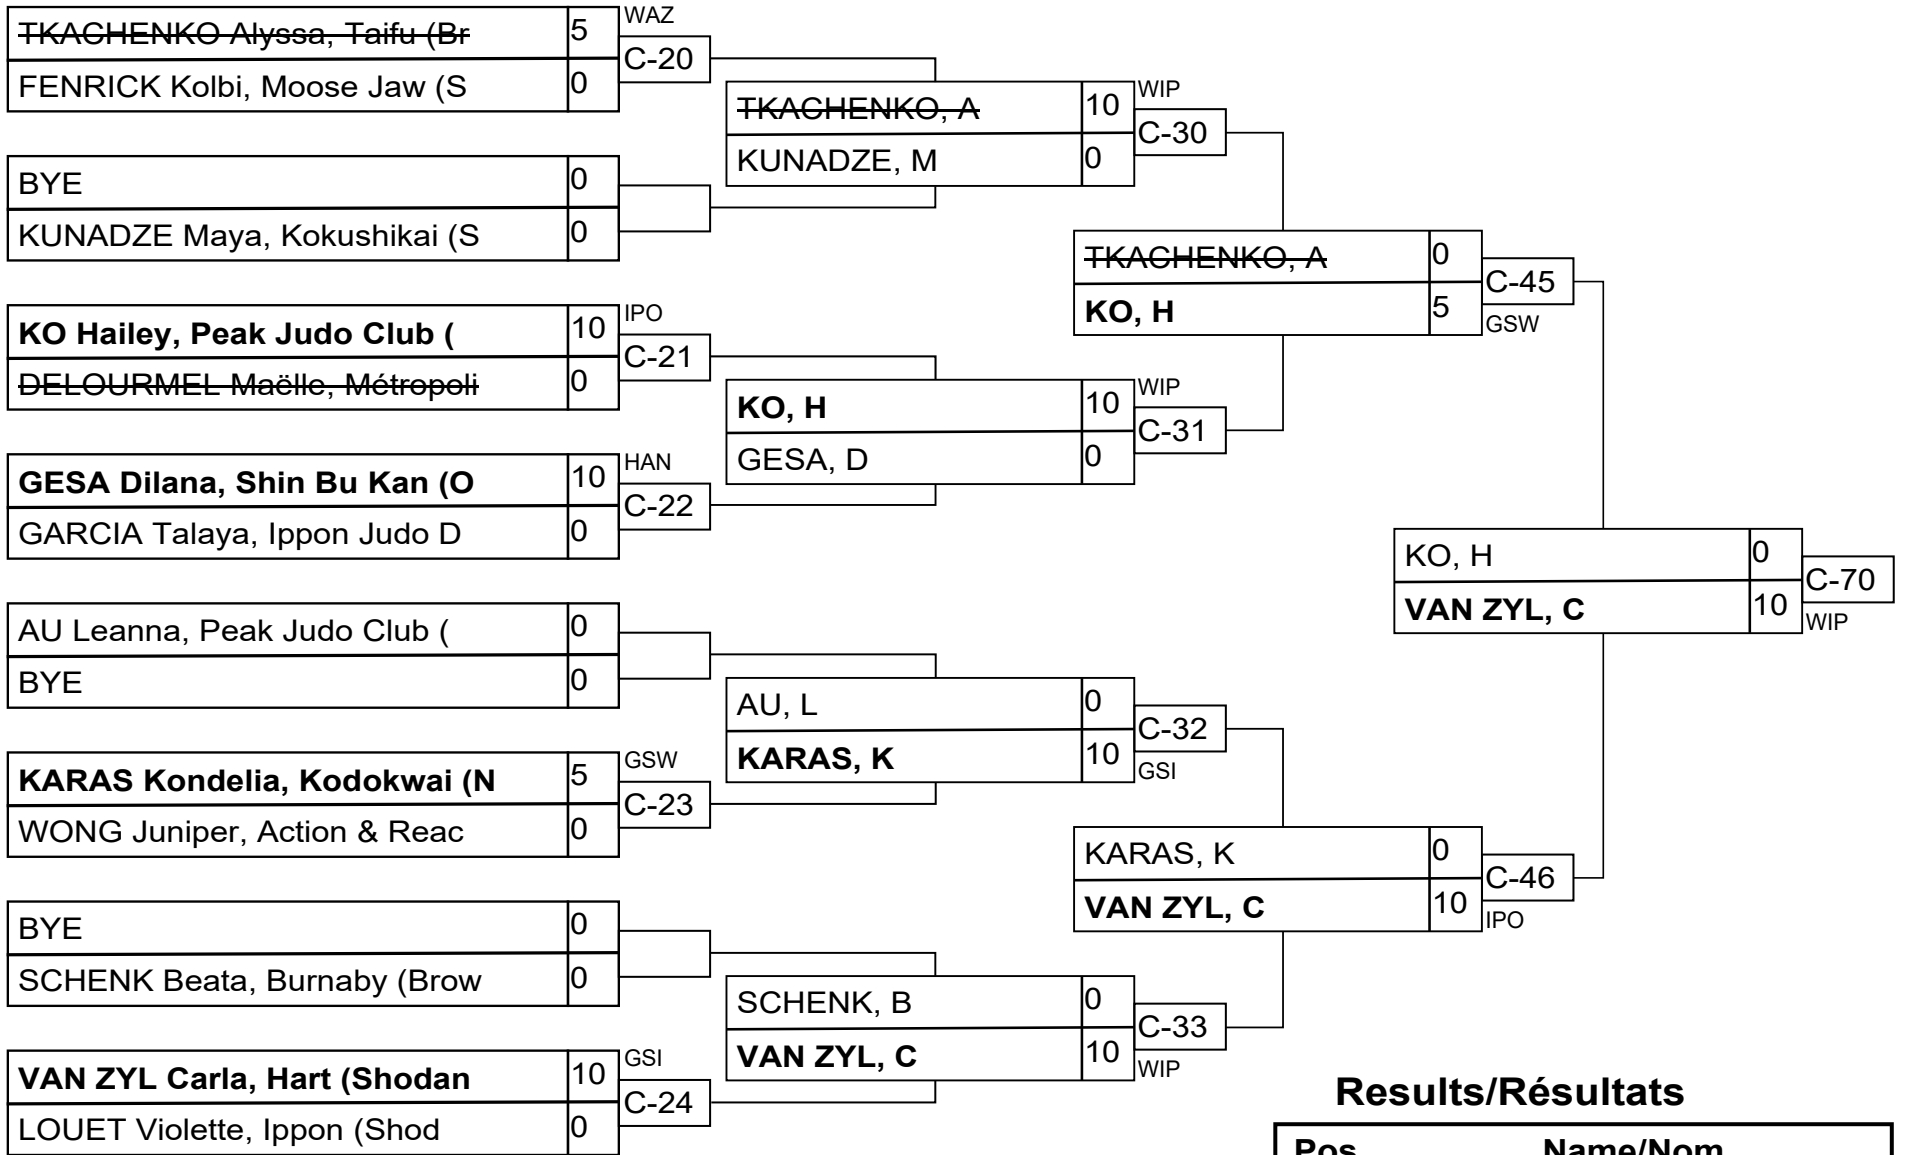 TKACHENKO Alyssa, Taifu (Br 5 WAZ
C-20
FENRICK Kolbi, Moose Jaw (S 0
BYE 0
KUNADZE Maya, Kokushikai (S 0
KO Hailey, Peak Judo Club ( 10 IPO
C-21
DELOURMEL Maëlle, Métropoli 0
GESA Dilana, Shin Bu Kan (O 10 HAN
C-22
GARCIA Talaya, Ippon Judo D 0
AU Leanna, Peak Judo Club ( 0
BYE 0
KARAS Kondelia, Kodokwai (N 5 GSW
C-23
WONG Juniper, Action & Reac 0
BYE 0
SCHENK Beata, Burnaby (Brow 0
VAN ZYL Carla, Hart (Shodan 10 GSI
C-24
LOUET Violette, Ippon (Shod 0
TKACHENKO, A 10 WIP
C-30
KUNADZE, M 0
KO, H 10 WIP
C-31
GESA, D 0
AU, L 0
C-32
KARAS, K 10 GSI
SCHENK, B 0
C-33
VAN ZYL, C 10 WIP
TKACHENKO, A 0
C-45
KO, H 5 GSW
KARAS, K 0
C-46
VAN ZYL, C 10 IPO
KO, H 0
C-70
VAN ZYL, C 10 WIP
Results/Résultats
Pos Name/Nom